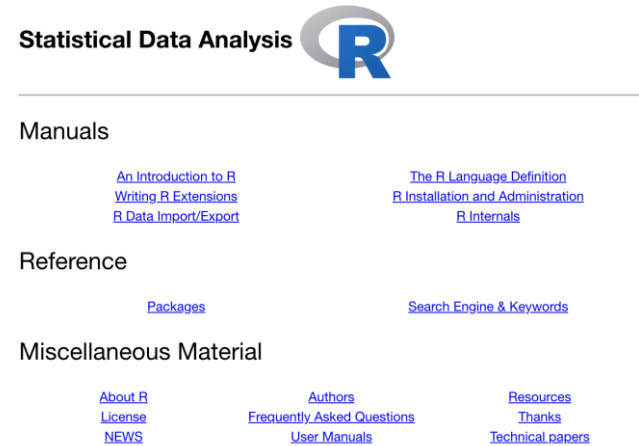 Statistical Data Analysis R
Manuals
An Introduction to R The R Language Definition
Writing R Extensions R Installation and Administration
R Data Import/Export R Internals
Reference
Packages Search Engine & Keywords
Miscellaneous Material
About R Authors Resources
License Frequently Asked Questions Thanks
NEWS User Manuals Technical papers